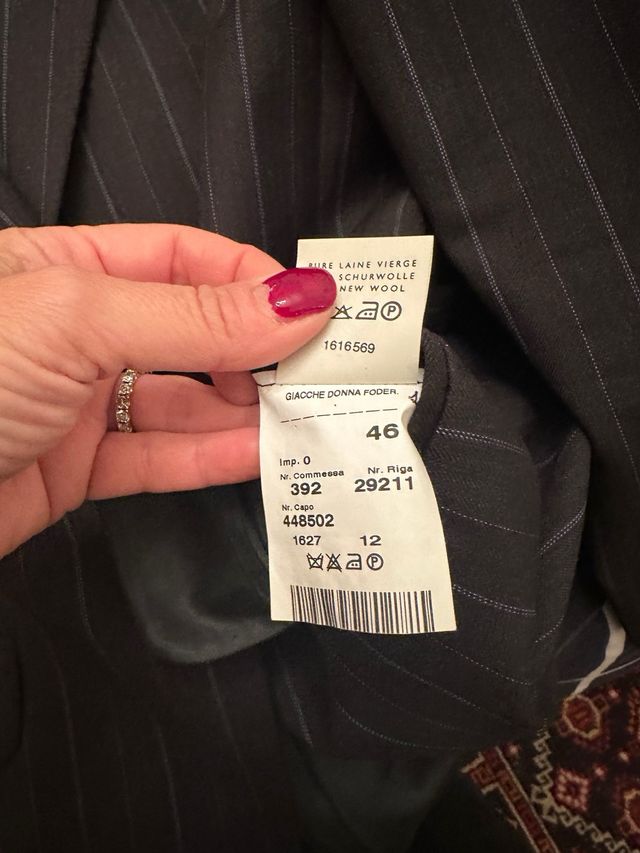 LAINE VIERGE
SCHURWOLLE
NEW WOOL
1616569
GIACCHE DONNA FODER.
46
Imp. 0
Nr. Commessa Nr. Riga
392 29211
Nr. Capo
448502
1627 12